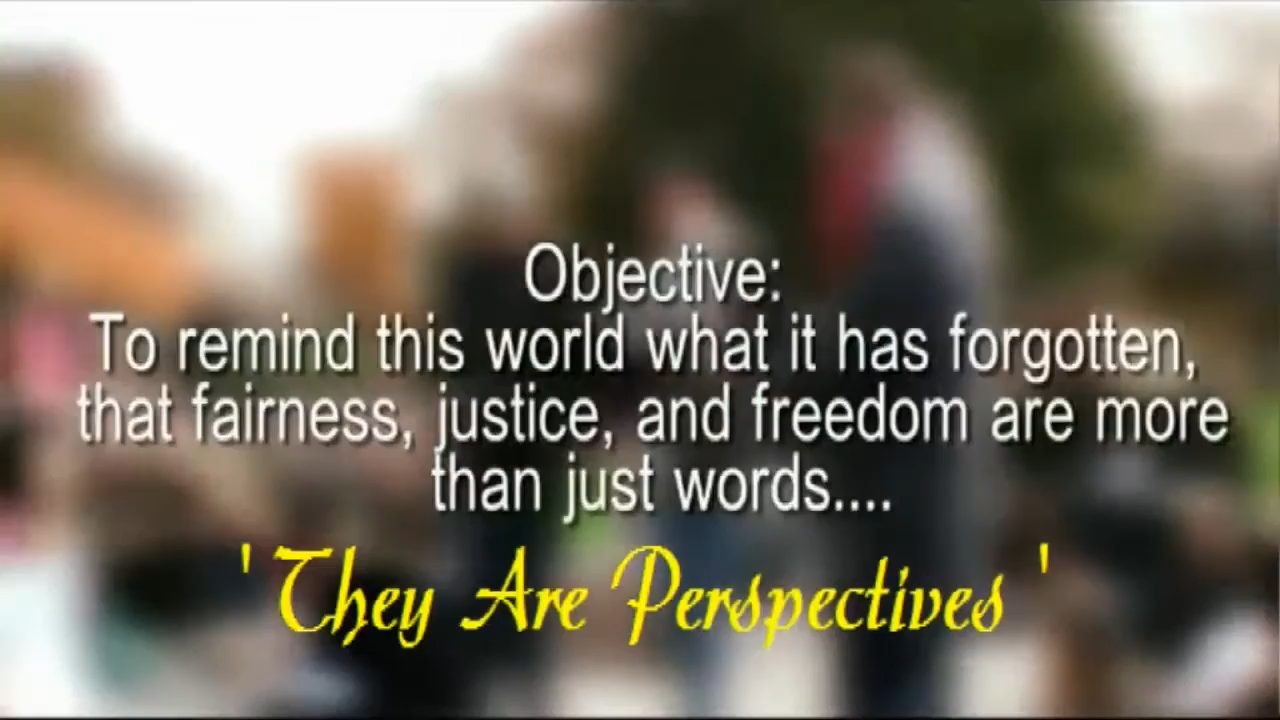 Objective:
To remind this world what it has forgotten,
that fairness, justice, and freedom are more
than just words....
' They Are Perspectives '